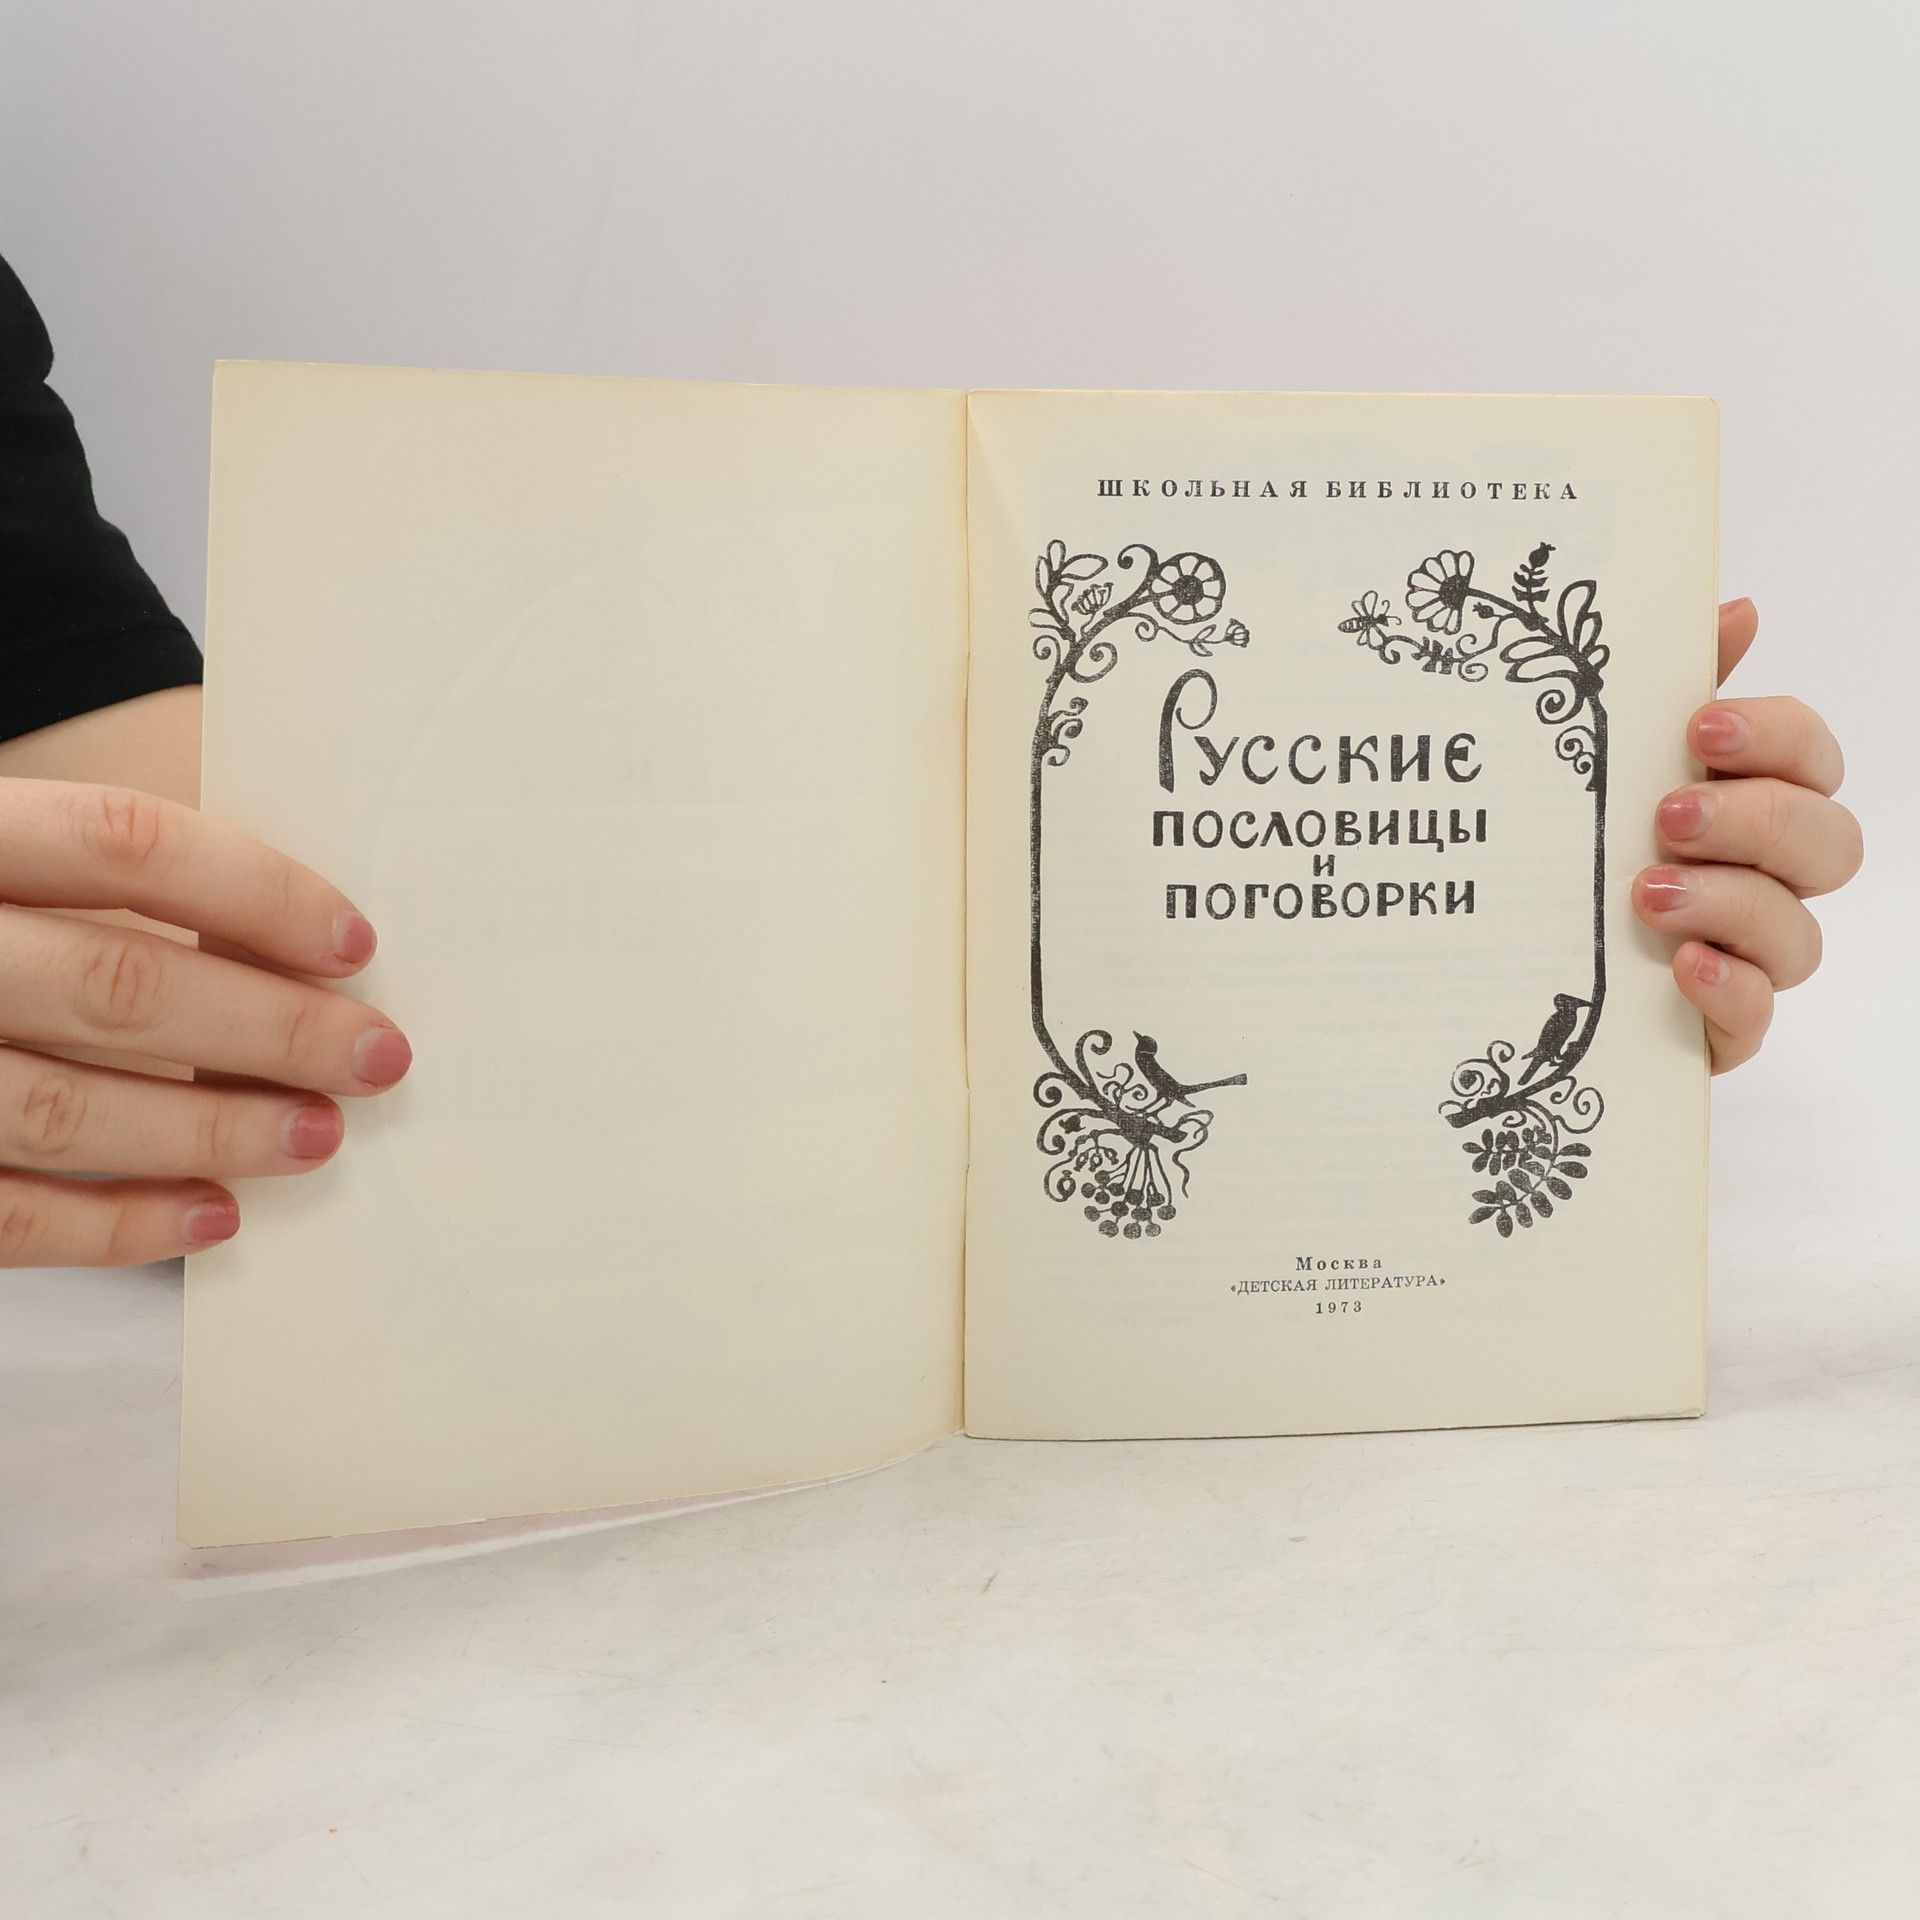 ШКОЛЬНАЯ БИБЛИОТЕКА
Русские
пословицы
и
поговорки
Москва
«ДЕТСКАЯ ЛИТЕРАТУРА»
1973